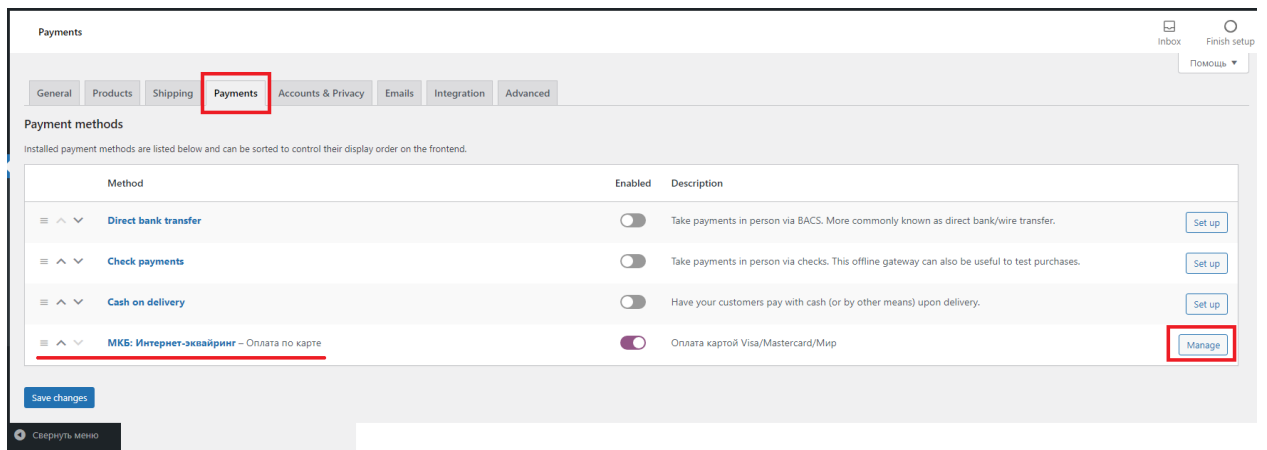 Payments
Inbox
Finish setup
Помощь ▼
General Products Shipping Payments Accounts & Privacy Emails Integration Advanced
Payment methods
Installed payment methods are listed below and can be sorted to control their display order on the frontend.
Method Enabled Description
Direct bank transfer Take payments in person via BACS. More commonly known as direct bank/wire transfer. Set up
Check payments Take payments in person via checks. This offline gateway can also be useful to test purchases. Set up
Cash on delivery Have your customers pay with cash (or by other means) upon delivery. Set up
МКБ: Интернет-эквайринг – Оплата по карте Оплата картой Visa/Mastercard/Мир Manage
Save changes
Свернуть меню